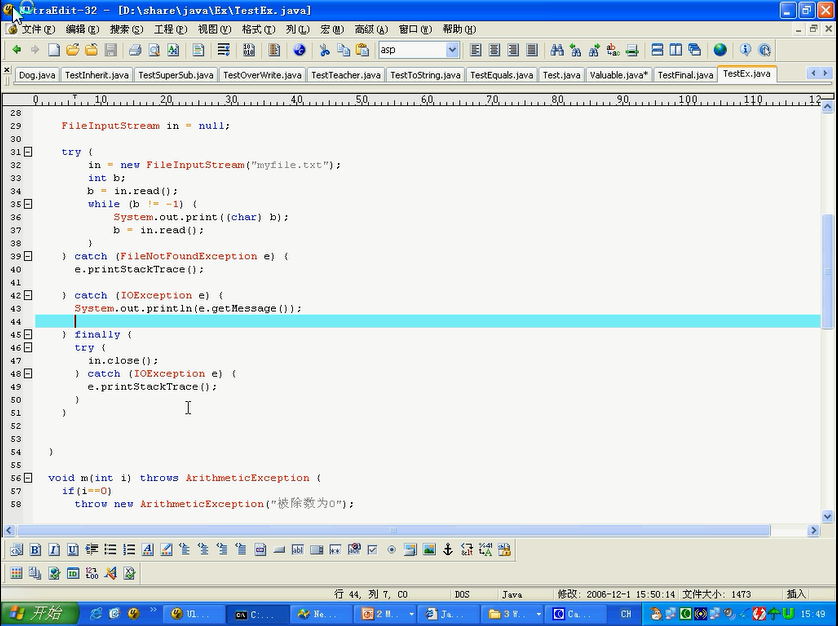 UltraEdit-32 - [D:\share\java\Ex\TestEx.java]
文件(F) 编辑(E) 搜索(S) 工程(P) 视图(V) 格式(T) 列(L) 宏(M) 高级(A) 窗口(W) 帮助(H)
asp
Dog.java TestInherit.java TestSuperSub.java TestOverWrite.java TestTeacher.java TestToString.java TestEquals.java Test.java Valuable.java* TestFinal.java TestEx.java
0 10 20 30 40 50 60 70 80 90 100 110 12
28
29 FileInputStream in = null;
30
31 try {
32 in = new FileInputStream("myfile.txt");
33 int b;
34 b = in.read();
35 while (b != -1) {
36 System.out.print((char) b);
37 b = in.read();
38 }
39 } catch (FileNotFoundException e) {
40 e.printStackTrace();
41
42 } catch (IOException e) {
43 System.out.println(e.getMessage());
44
45 } finally {
46 try {
47 in.close();
48 } catch (IOException e) {
49 e.printStackTrace();
50 }
51 }
52
53
54 }
55
56 void m(int i) throws ArithmeticException {
57 if(i==0)
58 throw new ArithmeticException("被除数为0");
行 44, 列 7, C0 DOS Java 修改: 2006-12-1 15:50:14 文件大小: 1473 插入
开始 Ul... C:... Ne... 2 M... Ja... 3 W... Ca... CH 15:49